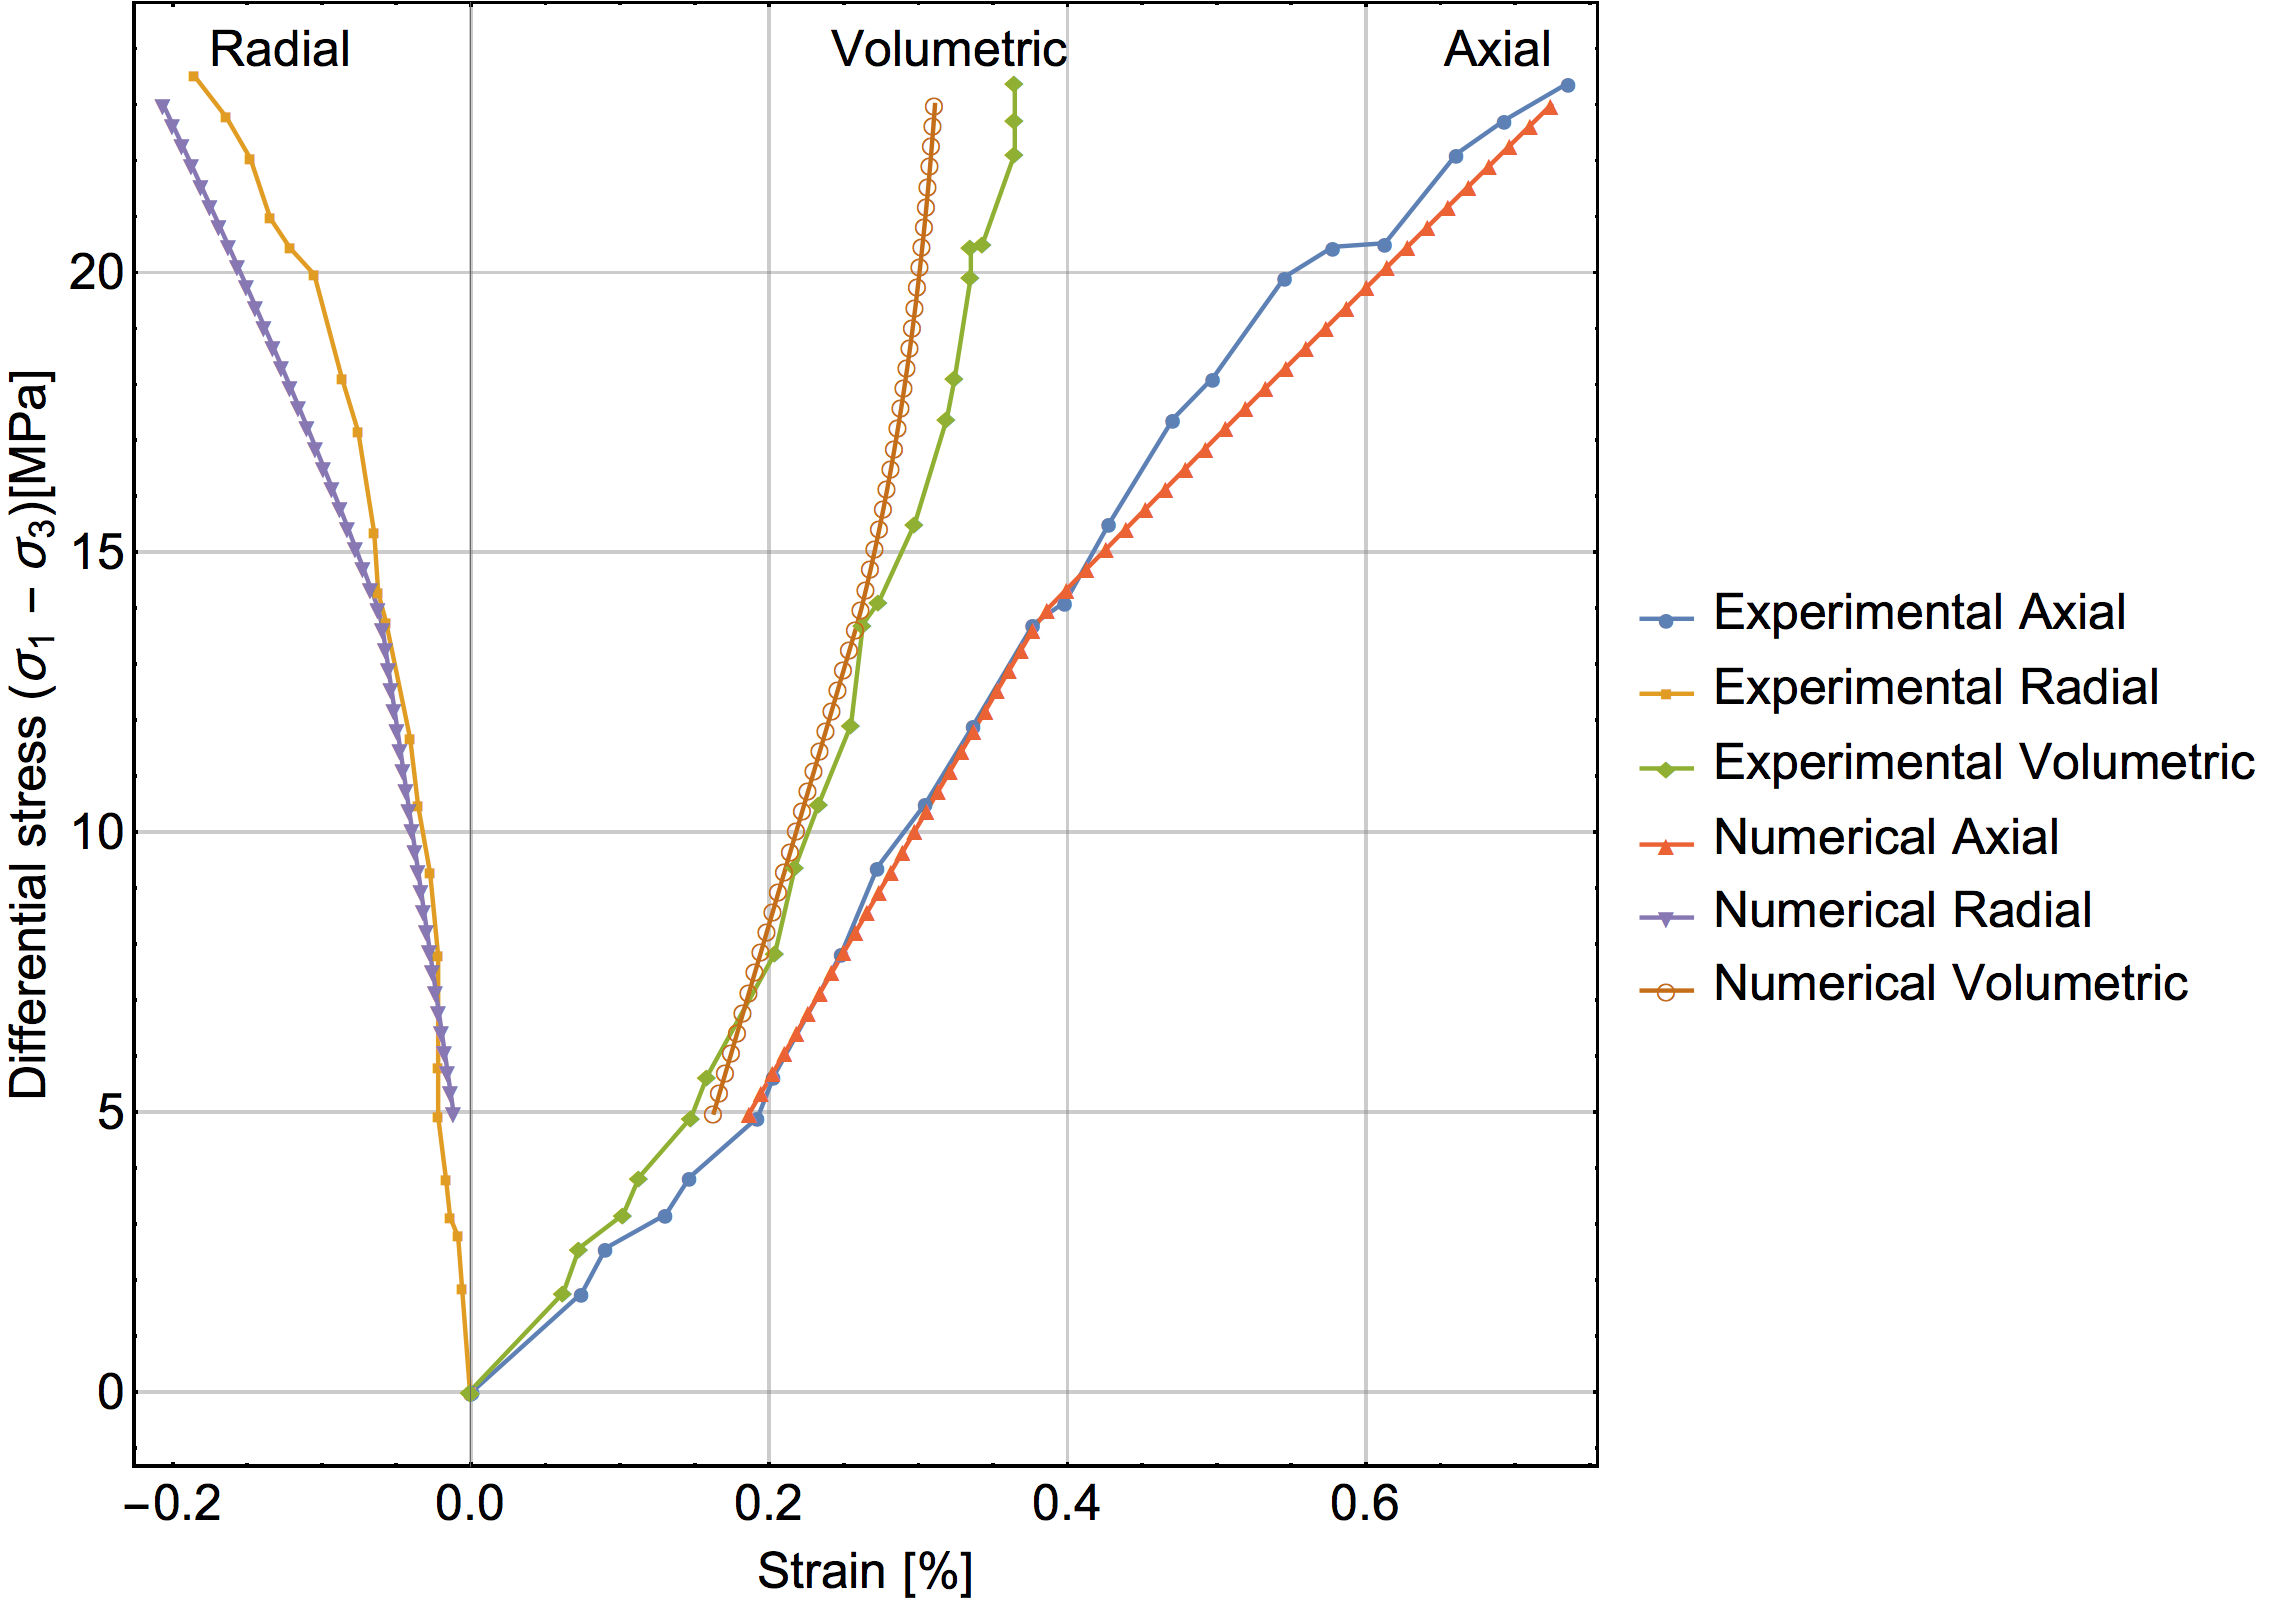 Radial Volumetric Axial
20
15
10
5
0
Differential stress (σ1 − σ3)[MPa]
−0.2 0.0 0.2 0.4 0.6
Strain [%]
Experimental Axial
Experimental Radial
Experimental Volumetric
Numerical Axial
Numerical Radial
Numerical Volumetric